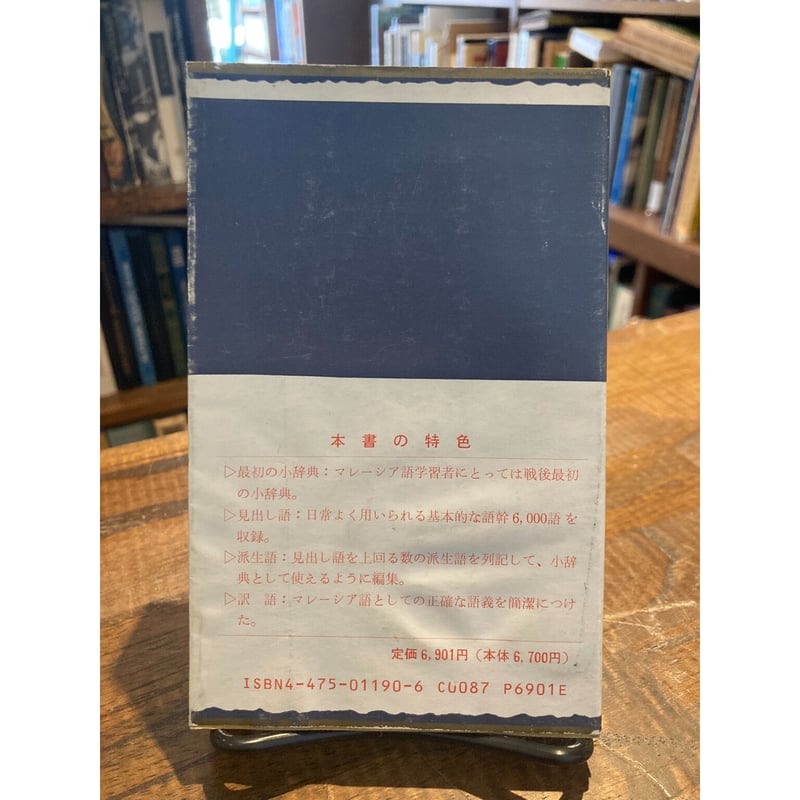 本書の特色
▷最初の小辞典：マレーシア語学習者にとっては戦後最初
の小辞典。
▷見出し語：日常よく用いられる基本的な語幹6,000語を
収録。
▷派生語：見出し語を上回る数の派生語を列記して、小辞
典として使えるように編集。
▷訳　語：マレーシア語としての正確な語義を簡潔につけ
た。
定価6,901円（本体6,700円）
ISBN4-475-01190-6 C0087 P6901E